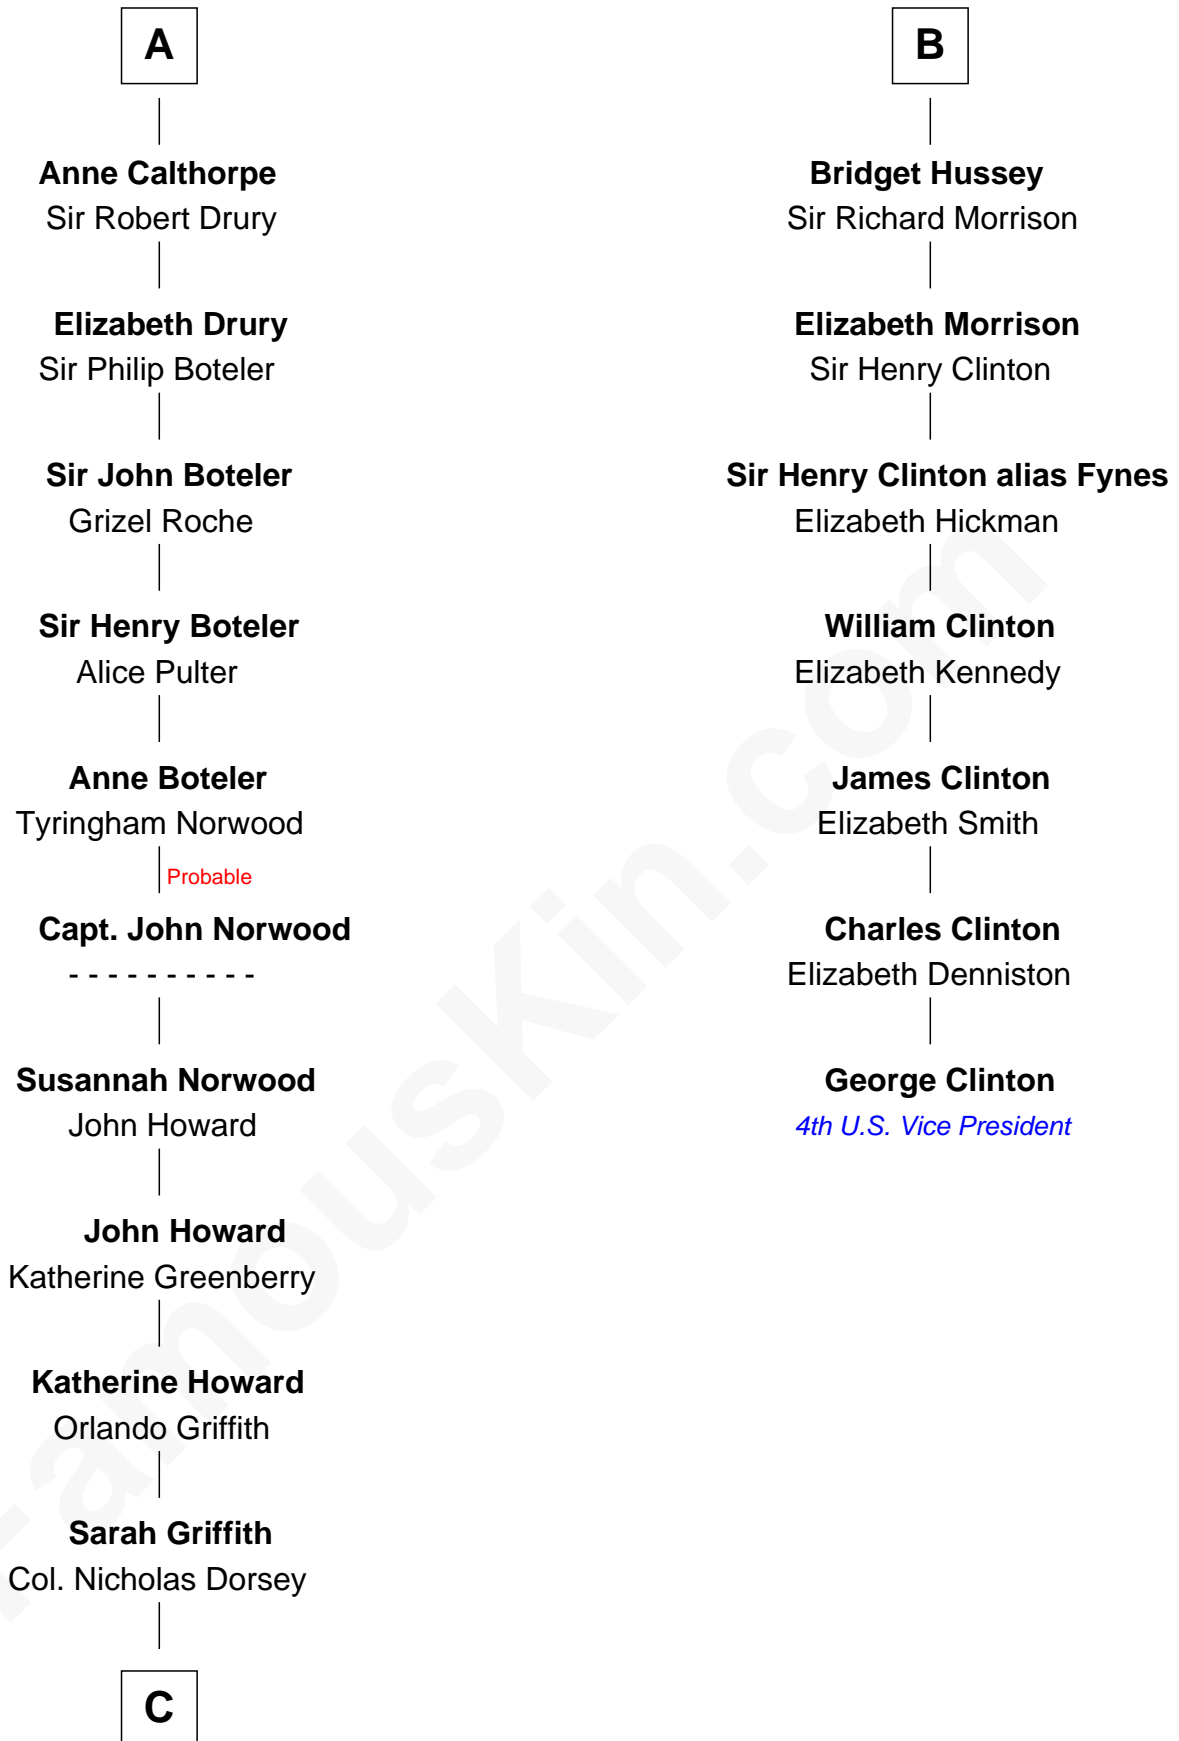 A
Anne Calthorpe
Sir Robert Drury
Elizabeth Drury
Sir Philip Boteler
Sir John Boteler
Grizel Roche
Sir Henry Boteler
Alice Pulter
Anne Boteler
Tyringham Norwood
Probable
Capt. John Norwood
- - - - - - - - - -
Susannah Norwood
John Howard
John Howard
Katherine Greenberry
Katherine Howard
Orlando Griffith
Sarah Griffith
Col. Nicholas Dorsey
C
B
Bridget Hussey
Sir Richard Morrison
Elizabeth Morrison
Sir Henry Clinton
Sir Henry Clinton alias Fynes
Elizabeth Hickman
William Clinton
Elizabeth Kennedy
James Clinton
Elizabeth Smith
Charles Clinton
Elizabeth Denniston
George Clinton
4th U.S. Vice President
FamousKin.com